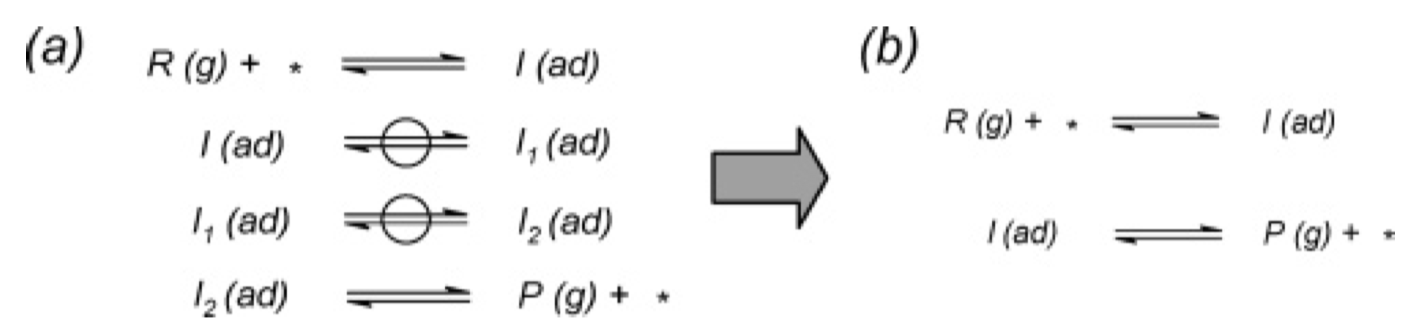 (a)
R (g) + * ⇌ I (ad)
I (ad) ⇌ I₁ (ad)
I₁ (ad) ⇌ I₂ (ad)
I₂ (ad) ⇌ P (g) + *
(b)
R (g) + * ⇌ I (ad)
I (ad) ⇌ P (g) + *